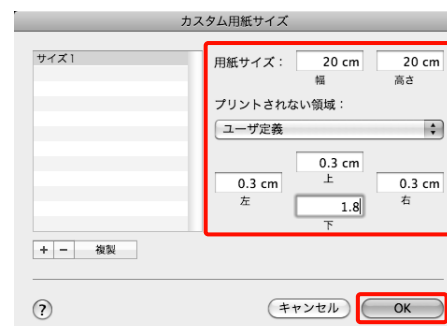 カスタム用紙サイズ
サイズ1
用紙サイズ： 20 cm 20 cm
幅 高さ
プリントされない領域：
ユーザ定義
0.3 cm
上
0.3 cm 0.3 cm
左 右
1.8
下
+ − 複製
? キャンセル OK